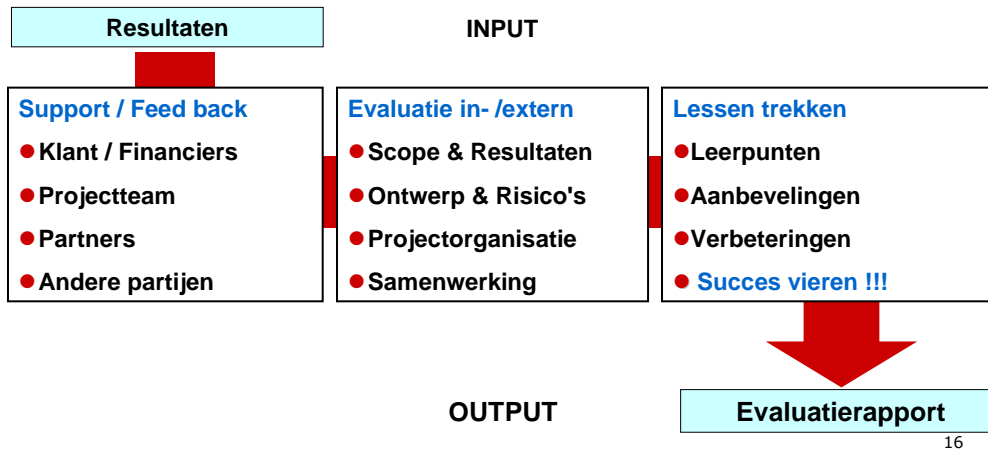 Resultaten
INPUT
Support / Feed back
Klant / Financiers
Projectteam
Partners
Andere partijen
Evaluatie in- /extern
Scope & Resultaten
Ontwerp & Risico's
Projectorganisatie
Samenwerking
Lessen trekken
Leerpunten
Aanbevelingen
Verbeteringen
Succes vieren !!!
OUTPUT
Evaluatierapport
16